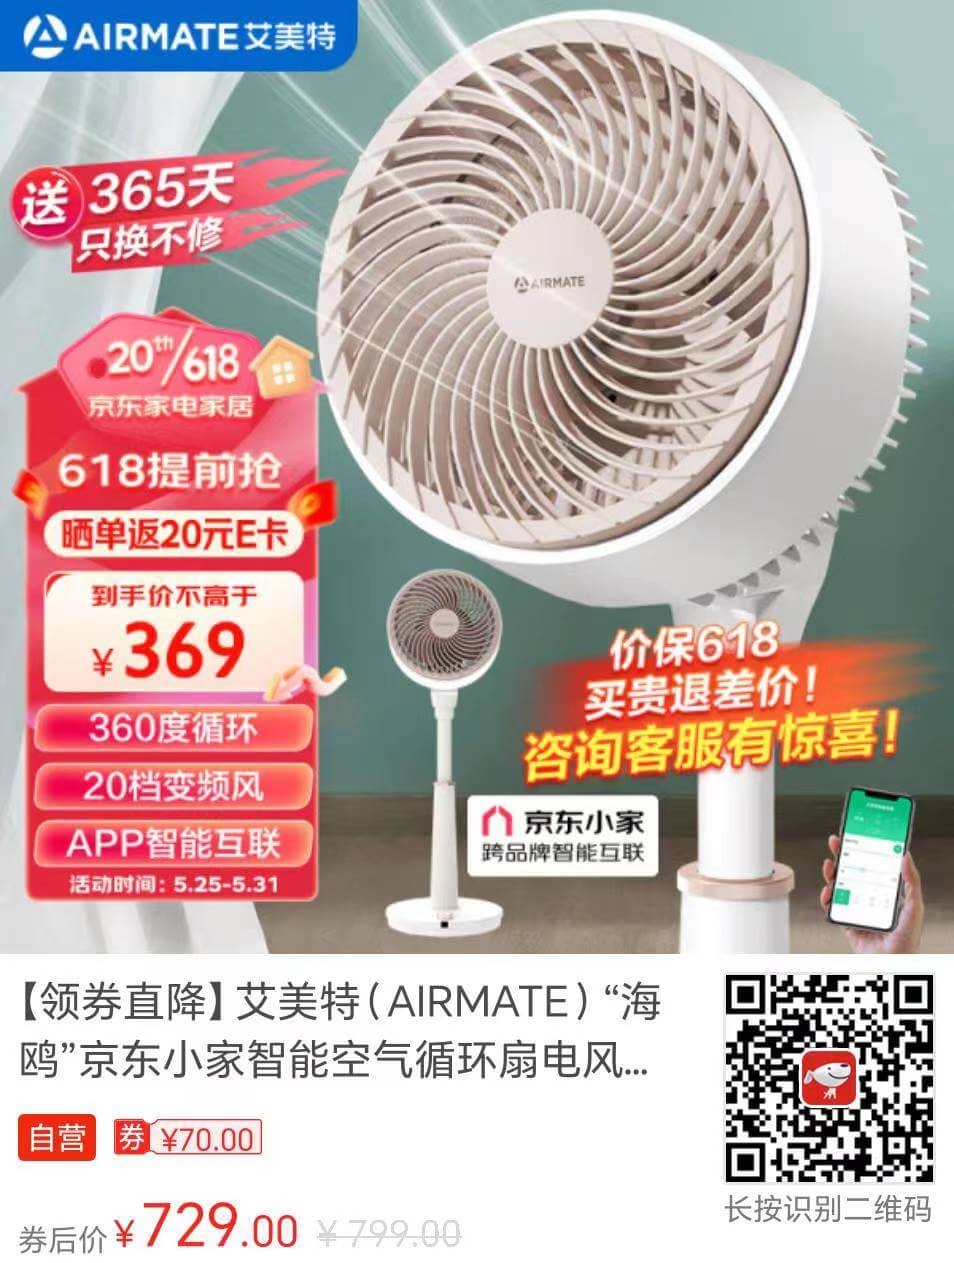 AIRMATE艾美特
送
365天
只换不修
AIRMATE
20th/618
京东家电家居
618提前抢
晒单返20元E卡
到手价不高于
¥369
360度循环
20档变频风
APP智能互联
活动时间：5.25-5.31
价保618
买贵退差价！
咨询客服有惊喜！
京东小家
跨品牌智能互联
【领券直降】艾美特（AIRMATE）“海
鸥”京东小家智能空气循环扇电风...
自营
券 ¥70.00
券后价 ¥729.00 ¥799.00
长按识别二维码